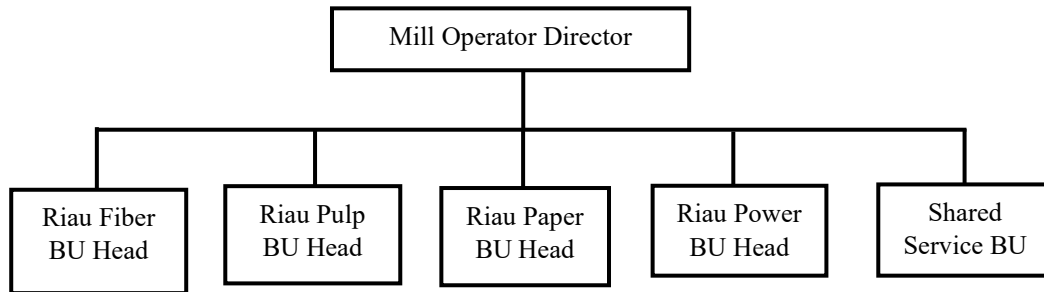 Mill Operator Director
Riau Fiber
BU Head
Riau Pulp
BU Head
Riau Paper
BU Head
Riau Power
BU Head
Shared
Service BU